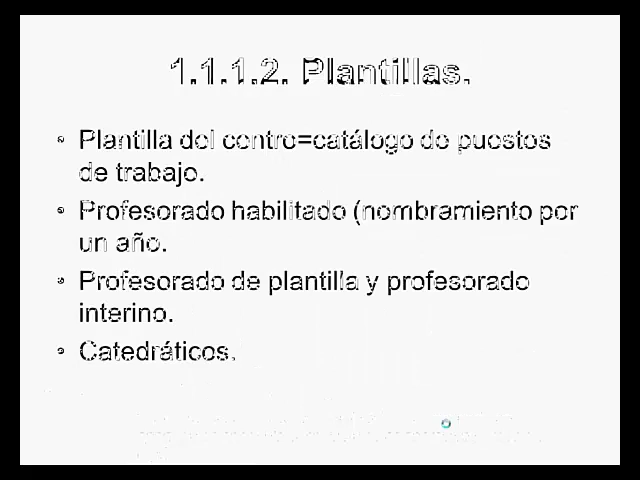 1.1.1.2. Plantillas.
• Plantilla del centro=catálogo de puestos
de trabajo.
• Profesorado habilitado (nombramiento por
un año.
• Profesorado de plantilla y profesorado
interino.
• Catedráticos.